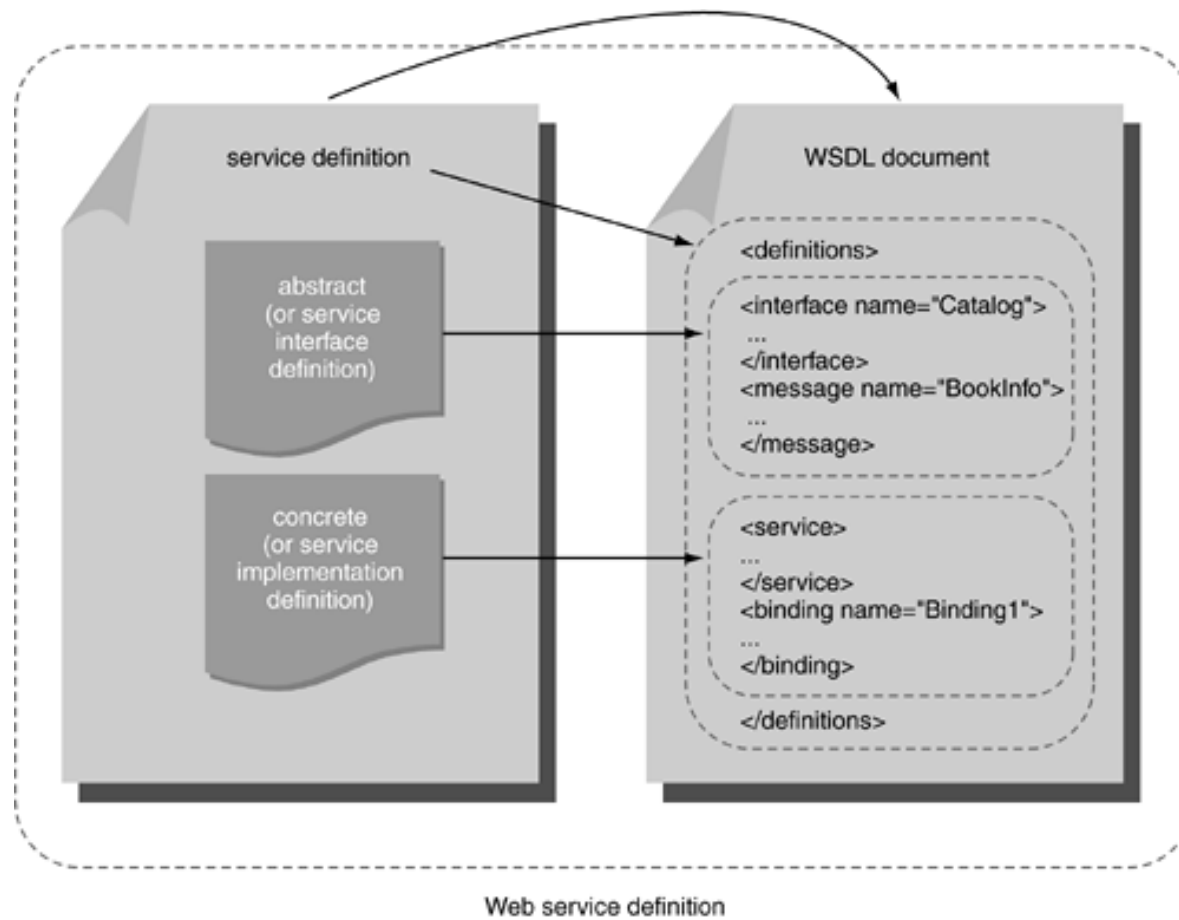 service definition
abstract
(or service
interface
definition)
concrete
(or service
implementation
definition)
WSDL document
<definitions>
<interface name="Catalog">
...
</interface>
<message name="BookInfo">
...
</message>
<service>
...
</service>
<binding name="Binding1">
...
</binding>
</definitions>
Web service definition